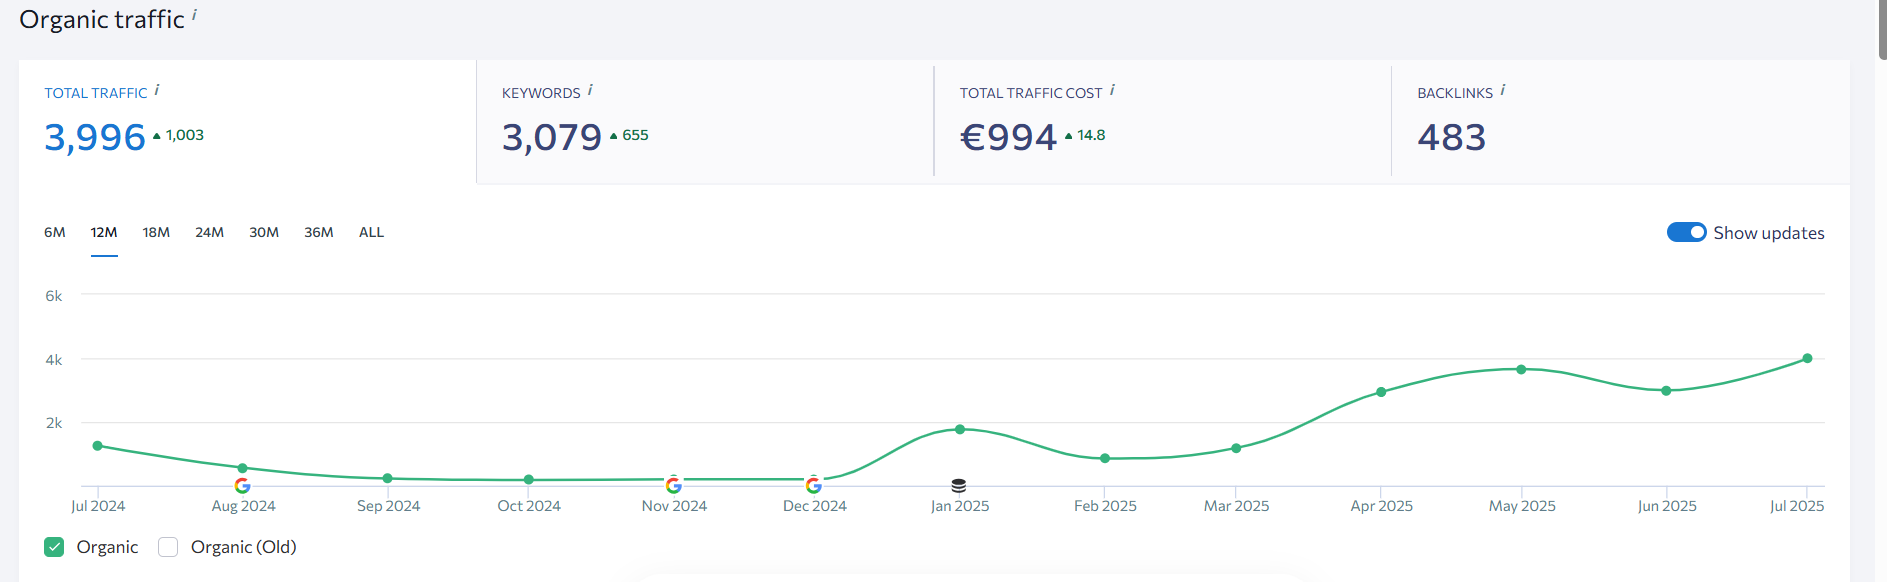 Organic traffic i
TOTAL TRAFFIC i
3,996 ▲ 1,003
KEYWORDS i
3,079 ▲ 655
TOTAL TRAFFIC COST i
€994 ▲ 14.8
BACKLINKS i
483
6M 12M 18M 24M 30M 36M ALL
Show updates
6k
4k
2k
Jul 2024 Aug 2024 Sep 2024 Oct 2024 Nov 2024 Dec 2024 Jan 2025 Feb 2025 Mar 2025 Apr 2025 May 2025 Jun 2025 Jul 2025
Organic Organic (Old)